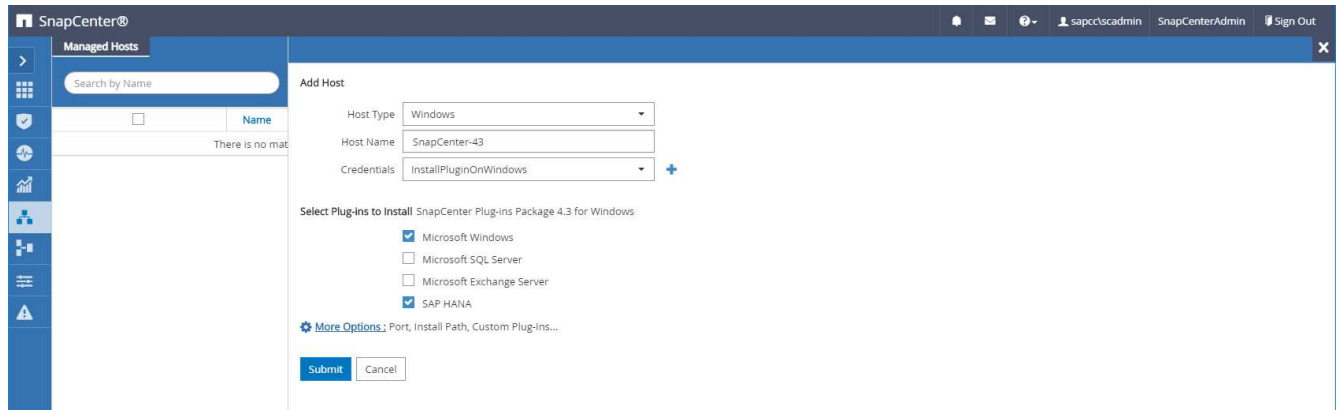 SnapCenter®
sapcc\scadmin SnapCenterAdmin Sign Out
Managed Hosts
Search by Name
Name
There is no mat
Add Host
Host Type Windows
Host Name SnapCenter-43
Credentials InstallPluginOnWindows
Select Plug-ins to Install SnapCenter Plug-ins Package 4.3 for Windows
Microsoft Windows
Microsoft SQL Server
Microsoft Exchange Server
SAP HANA
More Options : Port, Install Path, Custom Plug-Ins...
Submit Cancel